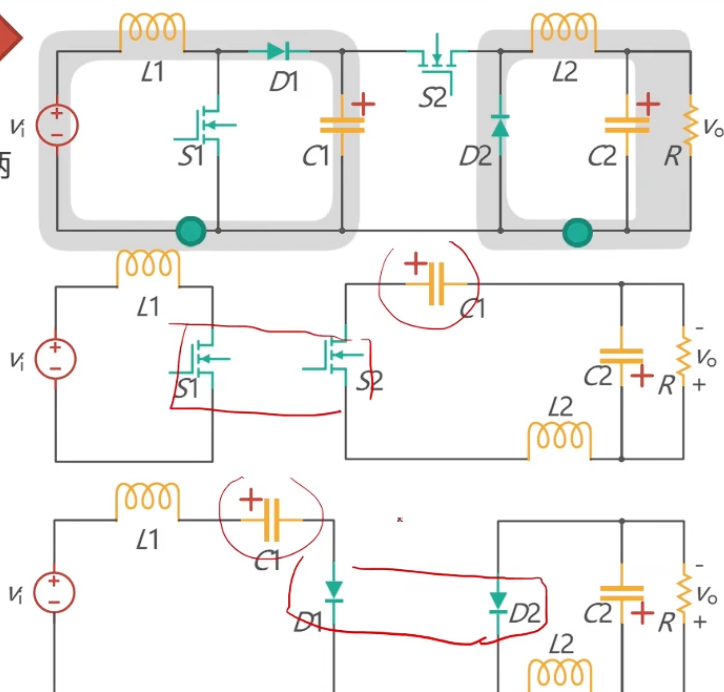 L1
D1
S2
L2
+
+
+
vi
−
S1
C1
D2
C2
R
vo
柄
L1
+
C1
−
vi
+
−
S1
S2
C2
+
R
vo
+
L2
L1
+
C1
−
vi
+
−
D1
D2
C2
+
R
vo
+
L2